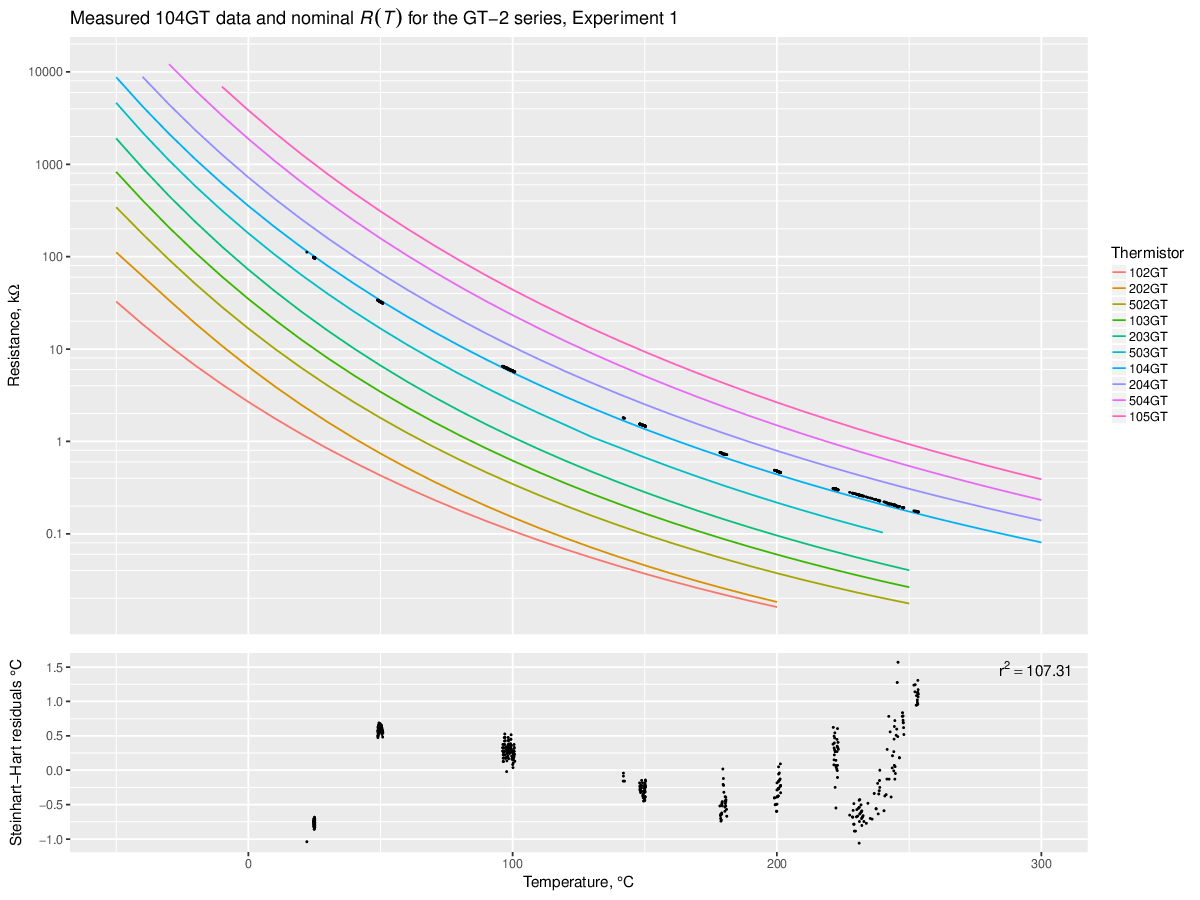 Measured 104GT data and nominal R(T) for the GT−2 series, Experiment 1
Resistance, kΩ
10000
1000
100
10
1
0.1
Thermistor
102GT
202GT
502GT
103GT
203GT
503GT
104GT
204GT
504GT
105GT
Steinhart−Hart residuals °C
1.5
1.0
0.5
0.0
−0.5
−1.0
r² = 107.31
0 100 200 300
Temperature, °C